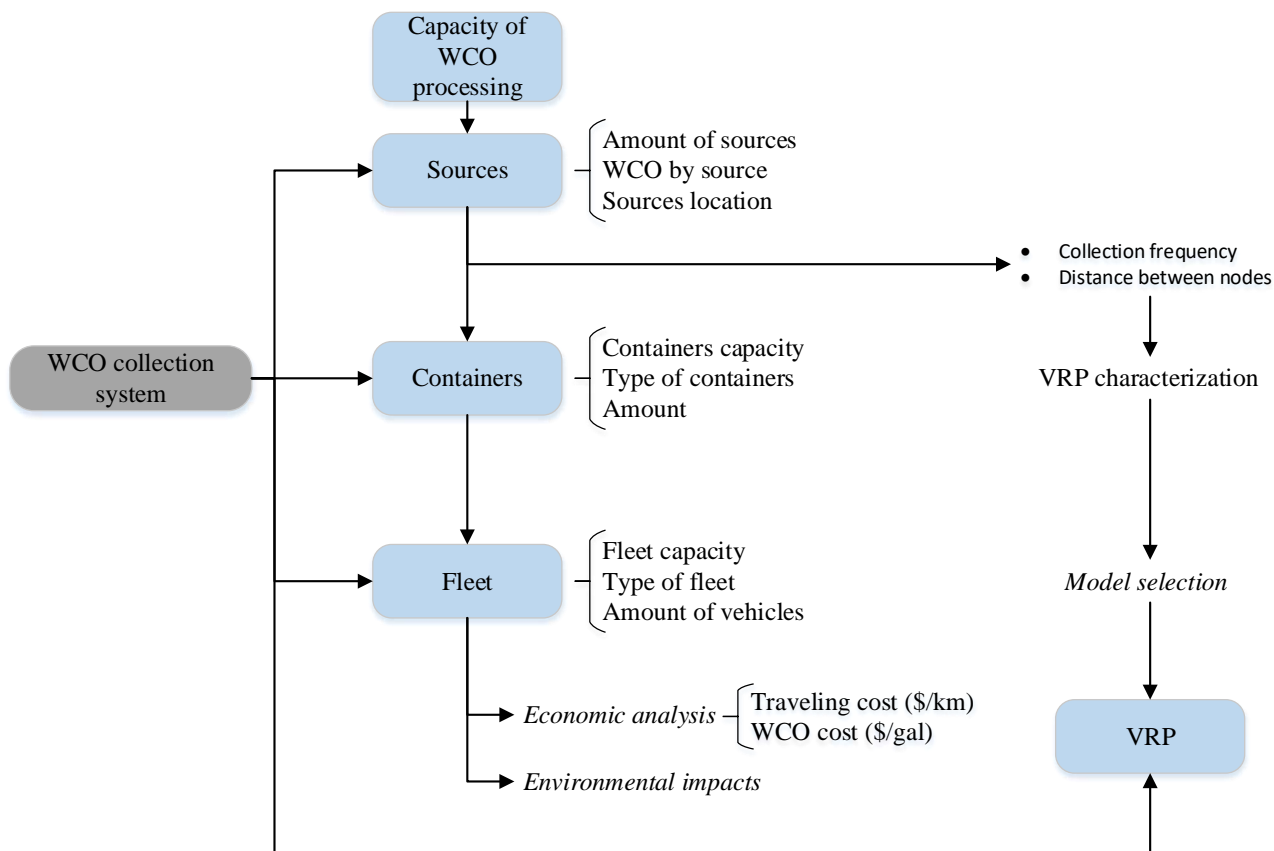 Capacity of
WCO
processing
Sources
Amount of sources
WCO by source
Sources location
• Collection frequency
• Distance between nodes
WCO collection
system
Containers
Containers capacity
Type of containers
Amount
VRP characterization
Fleet
Fleet capacity
Type of fleet
Amount of vehicles
Model selection
Economic analysis
Traveling cost ($/km)
WCO cost ($/gal)
VRP
Environmental impacts